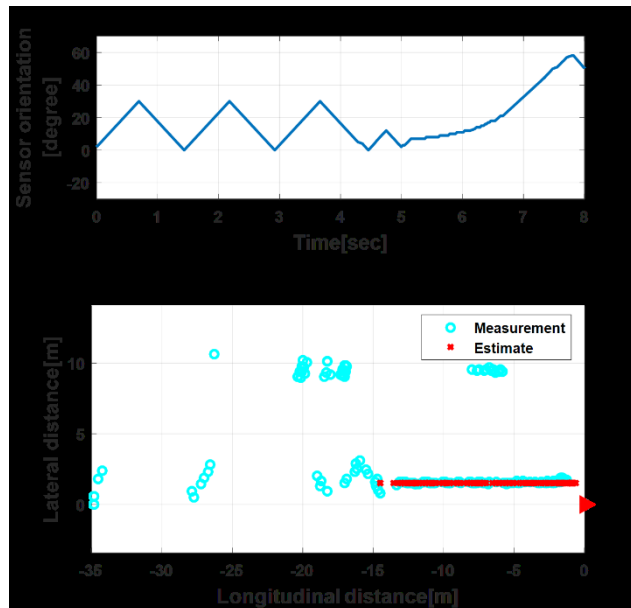 60
40
20
0
-20
Sensor orientation
[degree]
0 1 2 3 4 5 6 7 8
Time[sec]
Measurement
Estimate
10
5
0
Lateral distance[m]
-35 -30 -25 -20 -15 -10 -5 0
Longitudinal distance[m]